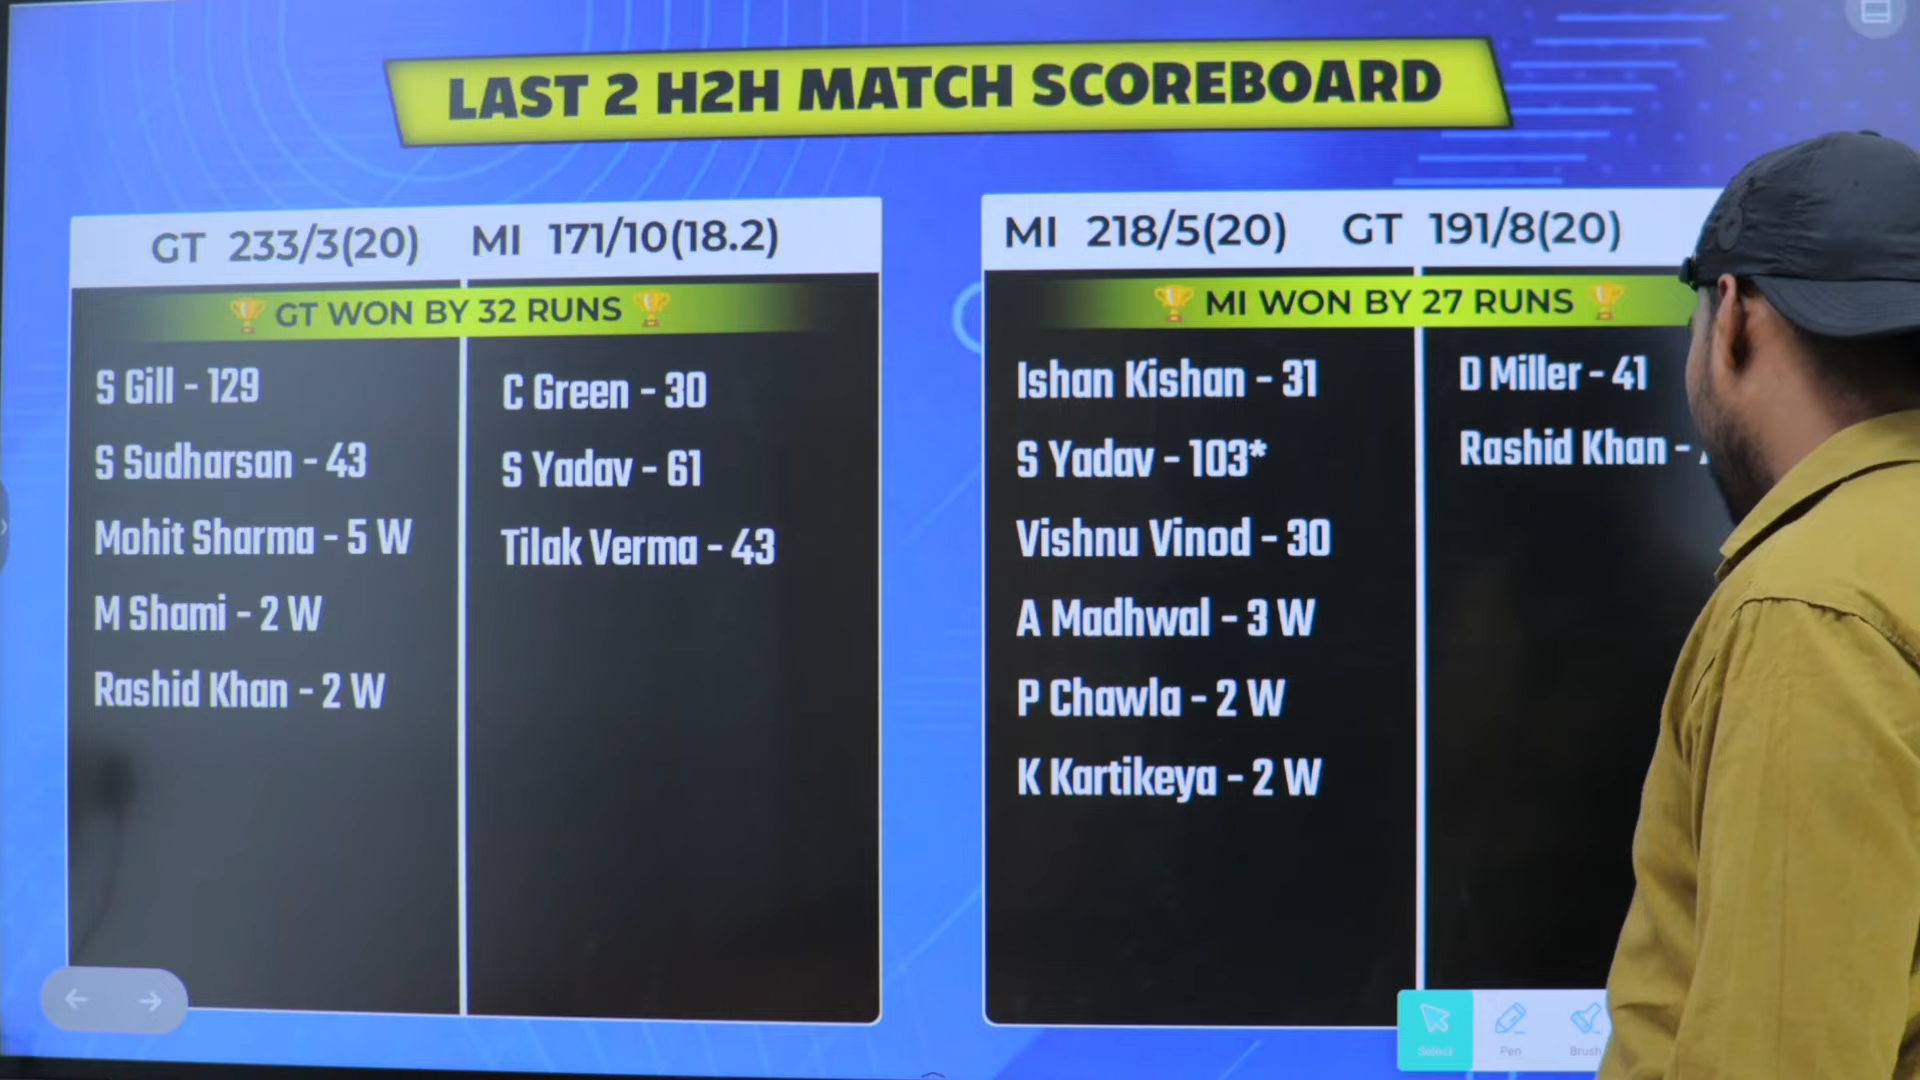 LAST 2 H2H MATCH SCOREBOARD
GT 233/3(20) MI 171/10(18.2)
GT WON BY 32 RUNS
S Gill - 129
S Sudharsan - 43
Mohit Sharma - 5 W
M Shami - 2 W
Rashid Khan - 2 W
C Green - 30
S Yadav - 61
Tilak Verma - 43
MI 218/5(20) GT 191/8(20)
MI WON BY 27 RUNS
Ishan Kishan - 31
S Yadav - 103*
Vishnu Vinod - 30
A Madhwal - 3 W
P Chawla - 2 W
K Kartikeya - 2 W
D Miller - 41
Rashid Khan -
Select
Pen
Brush